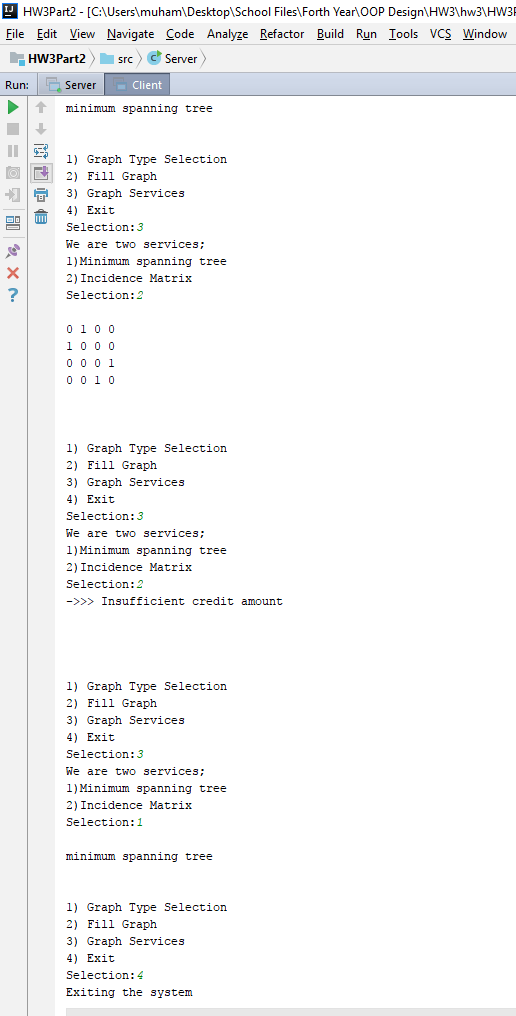 HW3Part2 - [C:\Users\muham\Desktop\School Files\Forth Year\OOP Design\HW3\hw3\HW3P
File Edit View Navigate Code Analyze Refactor Build Run Tools VCS Window
HW3Part2 src Server
Run: Server Client
minimum spanning tree
1) Graph Type Selection
2) Fill Graph
3) Graph Services
4) Exit
Selection:3
We are two services;
1)Minimum spanning tree
2)Incidence Matrix
Selection:2
0 1 0 0
1 0 0 0
0 0 0 1
0 0 1 0
1) Graph Type Selection
2) Fill Graph
3) Graph Services
4) Exit
Selection:3
We are two services;
1)Minimum spanning tree
2)Incidence Matrix
Selection:2
->>> Insufficient credit amount
1) Graph Type Selection
2) Fill Graph
3) Graph Services
4) Exit
Selection:3
We are two services;
1)Minimum spanning tree
2)Incidence Matrix
Selection:1
minimum spanning tree
1) Graph Type Selection
2) Fill Graph
3) Graph Services
4) Exit
Selection:4
Exiting the system